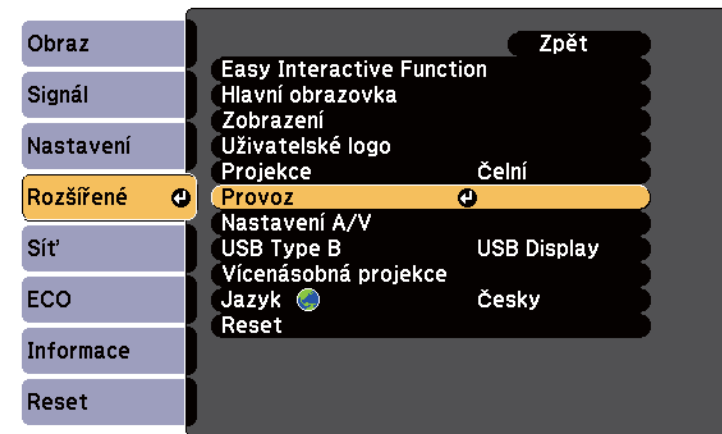 Obraz
Signál
Nastavení
Rozšířené
Síť
ECO
Informace
Reset
Zpět
Easy Interactive Function
Hlavní obrazovka
Zobrazení
Uživatelské logo
Projekce Čelní
Provoz
Nastavení A/V
USB Type B USB Display
Vícenásobná projekce
Jazyk Česky
Reset